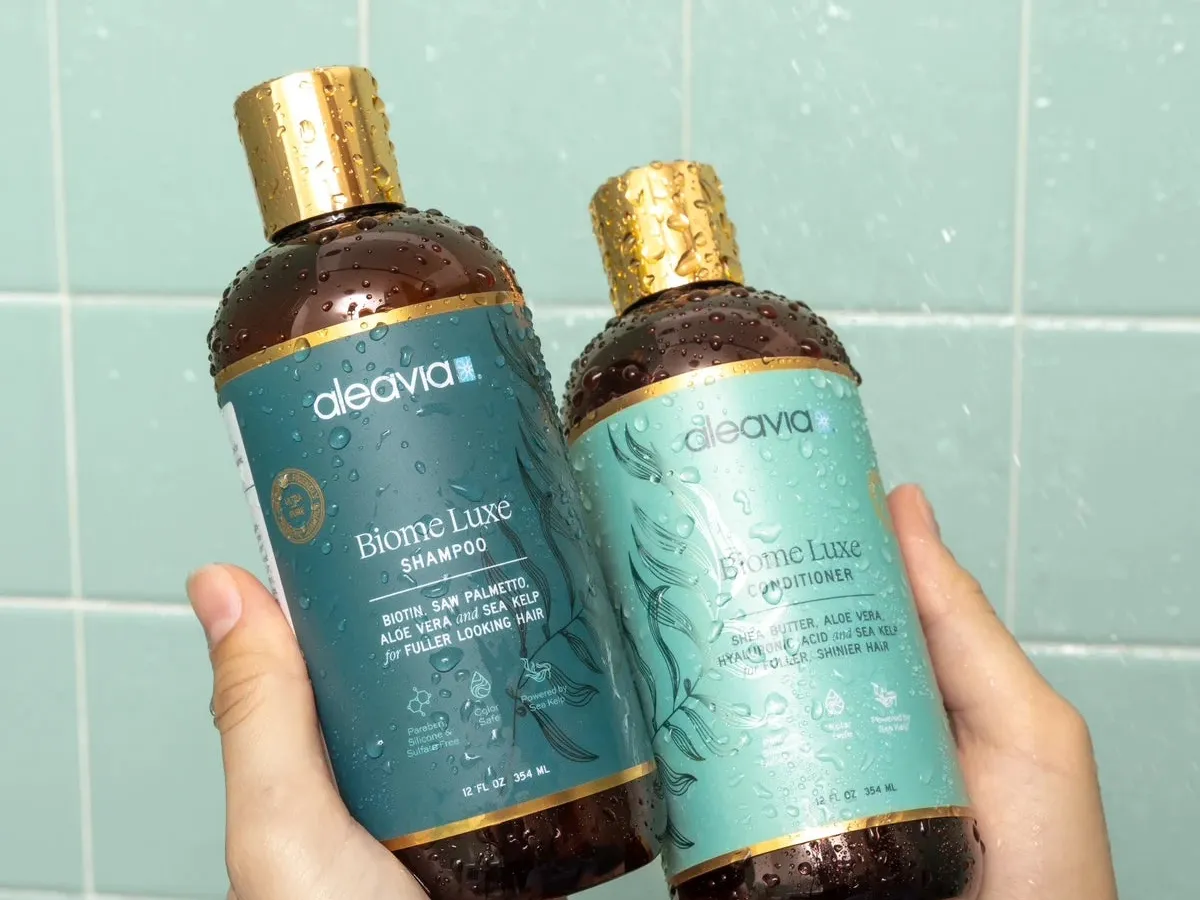 aleavia
Biome Luxe
SHAMPOO
BIOTIN, SAW PALMETTO,
ALOE VERA and SEA KELP
for FULLER LOOKING HAIR
Paraben,
Silicone &
Sulfate Free
Color
Safe
Powered by
Sea Kelp
12 FL OZ 354 ML
aleavia
Biome Luxe
CONDITIONER
SHEA BUTTER, ALOE VERA,
HYALURONIC ACID and SEA KELP
for FULLER, SHINIER HAIR
Color
Safe
Powered by
Sea Kelp
12 FL OZ 354 ML